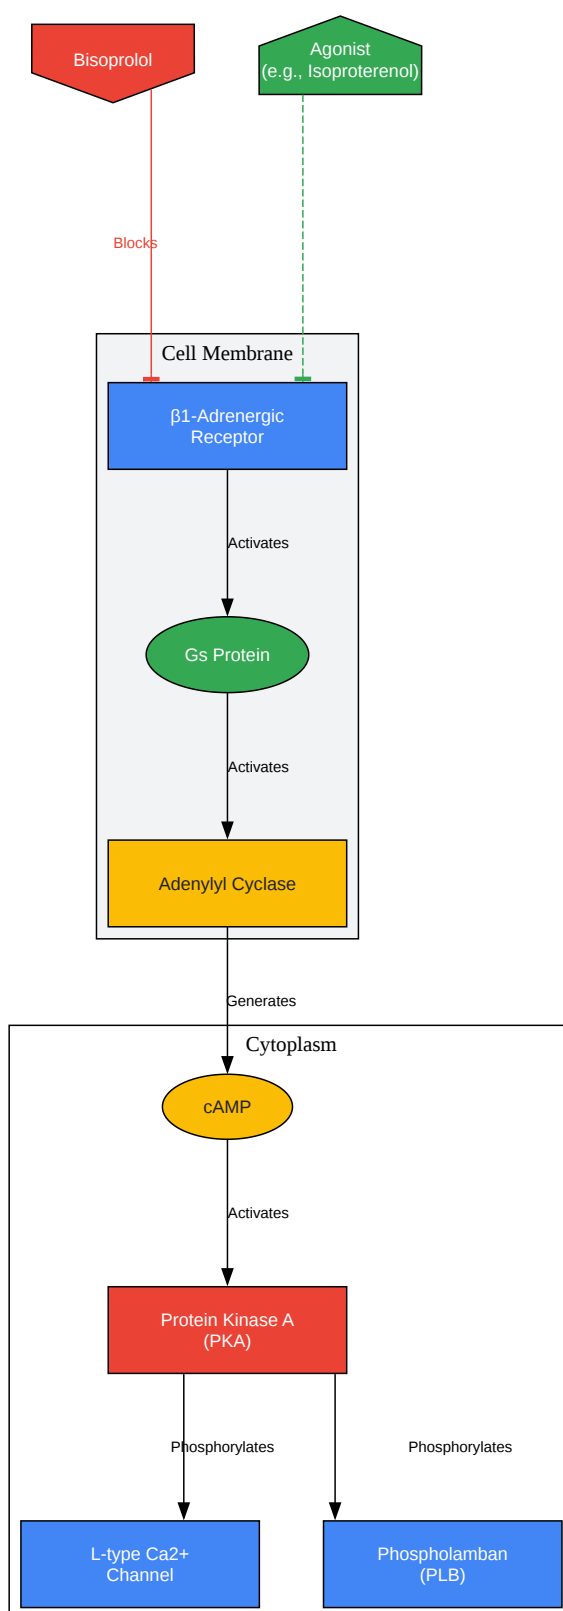 Bisoprolol
Agonist
(e.g., Isoproterenol)
Blocks
Cell Membrane
β1-Adrenergic
Receptor
Activates
Gs Protein
Activates
Adenylyl Cyclase
Generates
Cytoplasm
cAMP
Activates
Protein Kinase A
(PKA)
Phosphorylates
Phosphorylates
L-type Ca2+
Channel
Phospholamban
(PLB)